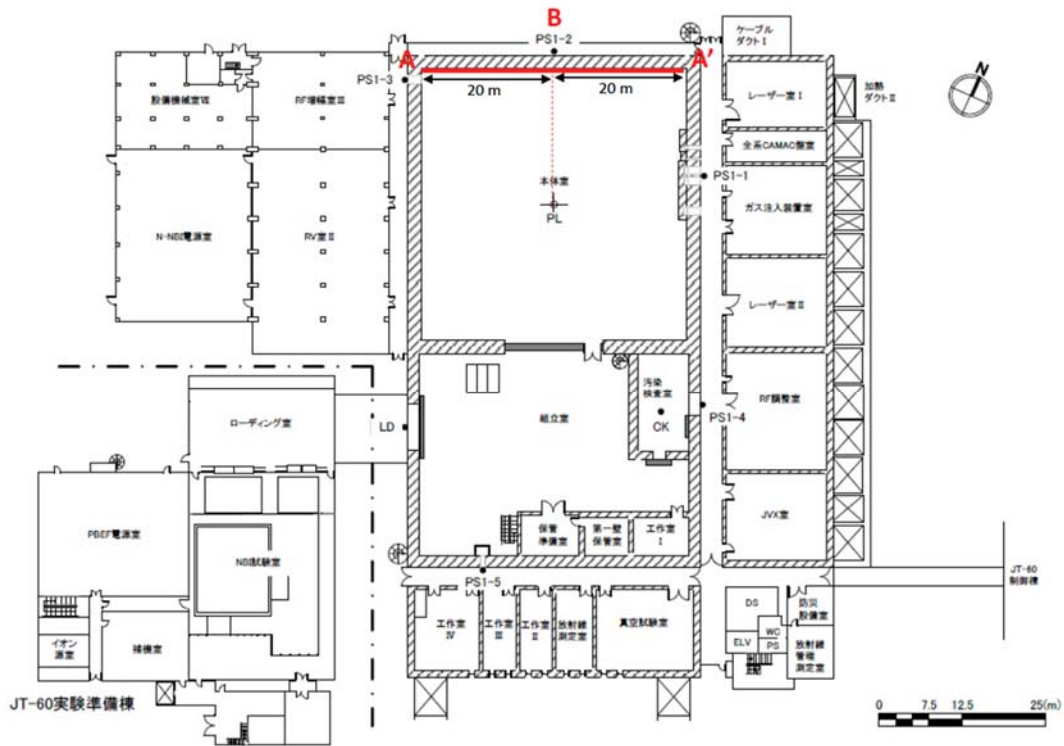 B
ケーブル
ダクトⅠ
A
PS1-2
A'
PS1-3
20 m
20 m
N
設備機械室Ⅶ
RF増幅室Ⅲ
レーザー室Ⅰ
加熱
ダクトⅡ
全系CAMAC盤室
本体室
PS1-1
ガス注入装置室
PL
N-NBI電源室
RV室Ⅱ
レーザー室Ⅱ
汚染
検査室
RF調整室
PS1-4
ローディング室
LD
組立室
CK
JVX室
PBEF電源室
保管
準備室
第一壁
保管室
工作室
Ⅰ
NBI試験室
PS1-5
JT-60
制御棟
DS
防災
設備室
工作室
Ⅳ
工作室
Ⅲ
工作室
Ⅱ
放射線
測定室
真空試験室
イオン
源室
補機室
ELV
WC
PS
放射線
管理
測定室
JT-60実験準備棟
0
7.5
12.5
25(m)